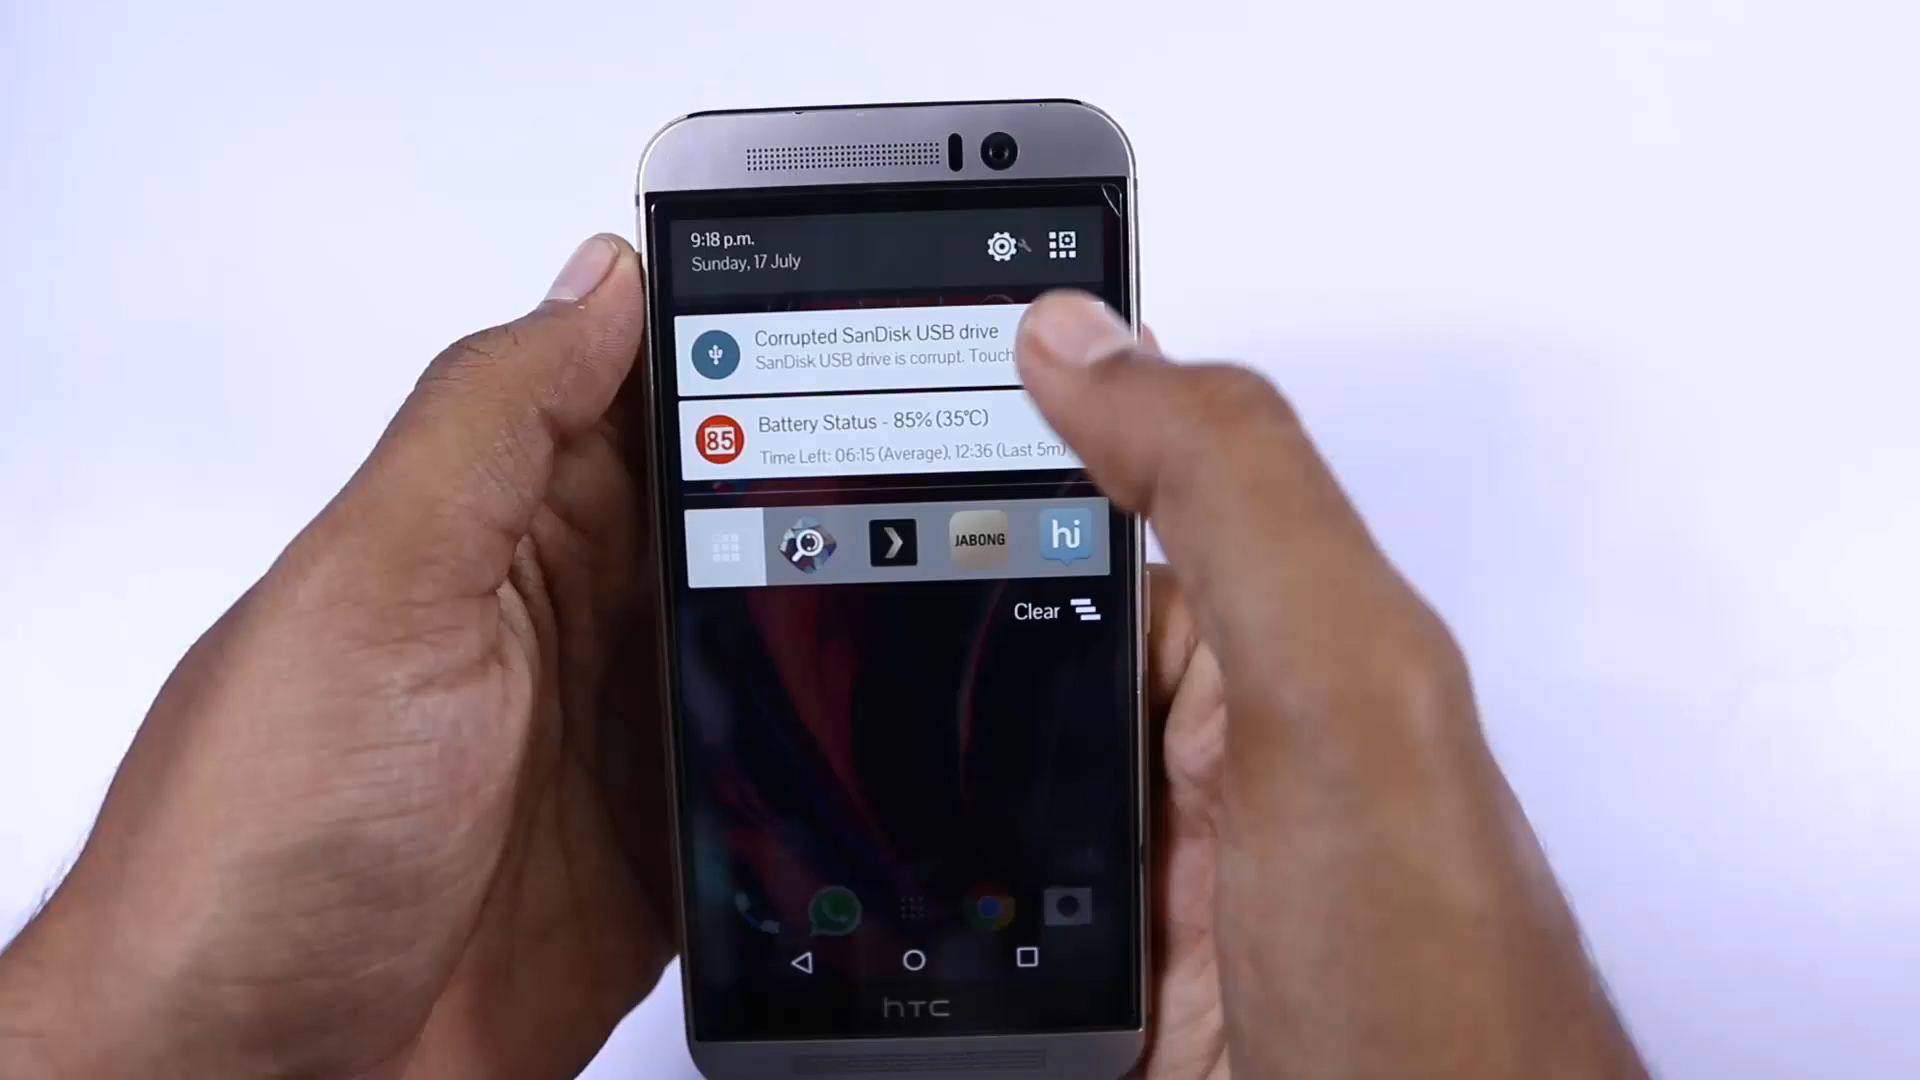 9:18 p.m.
Sunday, 17 July
Corrupted SanDisk USB drive
SanDisk USB drive is corrupt. Touch
85
Battery Status - 85% (35°C)
Time Left: 06:15 (Average), 12:36 (Last 5m)
JABONG
hi
Clear
hTC